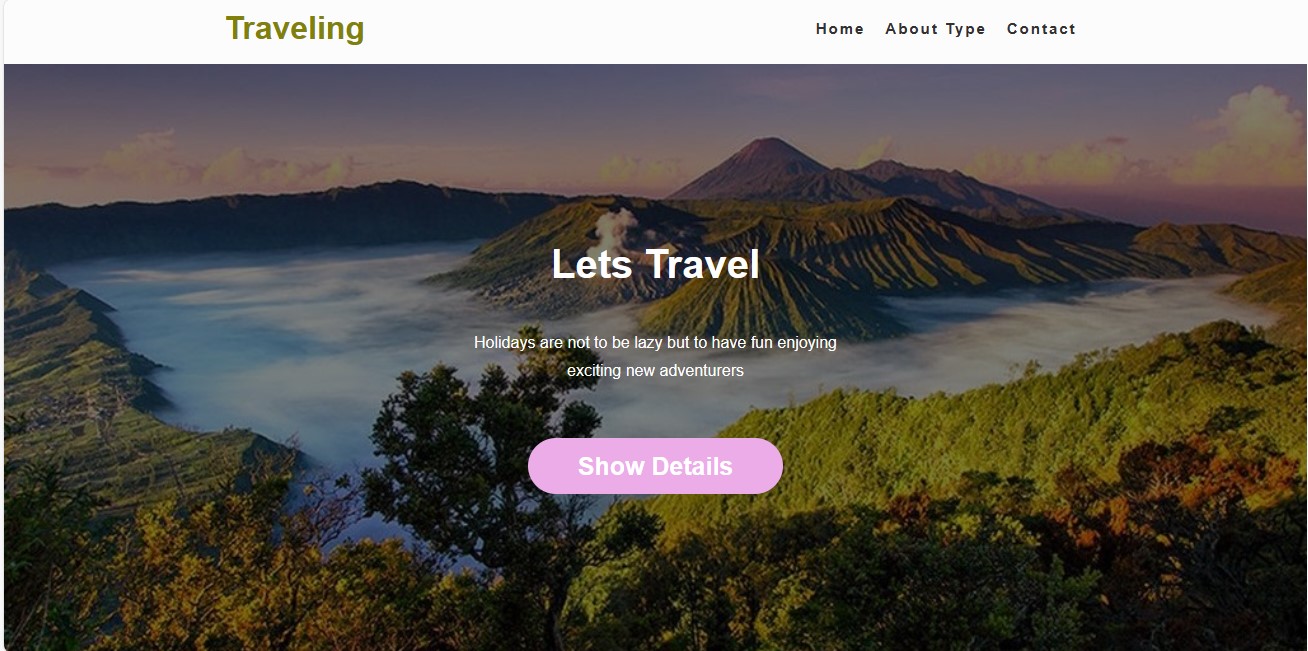 Traveling
Home About Type Contact
Lets Travel
Holidays are not to be lazy but to have fun enjoying
exciting new adventurers
Show Details